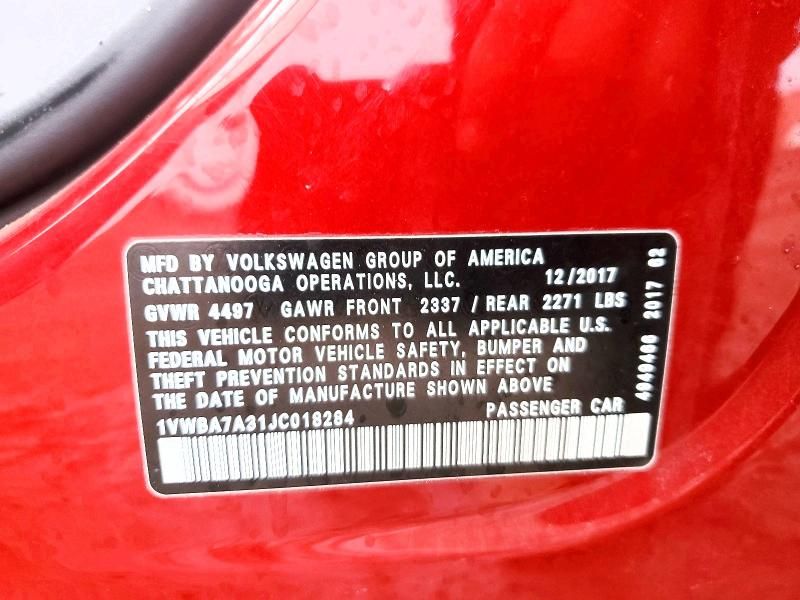 MFD BY VOLKSWAGEN GROUP OF AMERICA
CHATTANOOGA OPERATIONS, LLC. 12/2017
GVWR 4497 GAWR FRONT 2337 / REAR 2271 LBS
THIS VEHICLE CONFORMS TO ALL APPLICABLE U.S.
FEDERAL MOTOR VEHICLE SAFETY, BUMPER AND
THEFT PREVENTION STANDARDS IN EFFECT ON
THE DATE OF MANUFACTURE SHOWN ABOVE
1VWBA7A31JC018284 PASSENGER CAR
2017 02